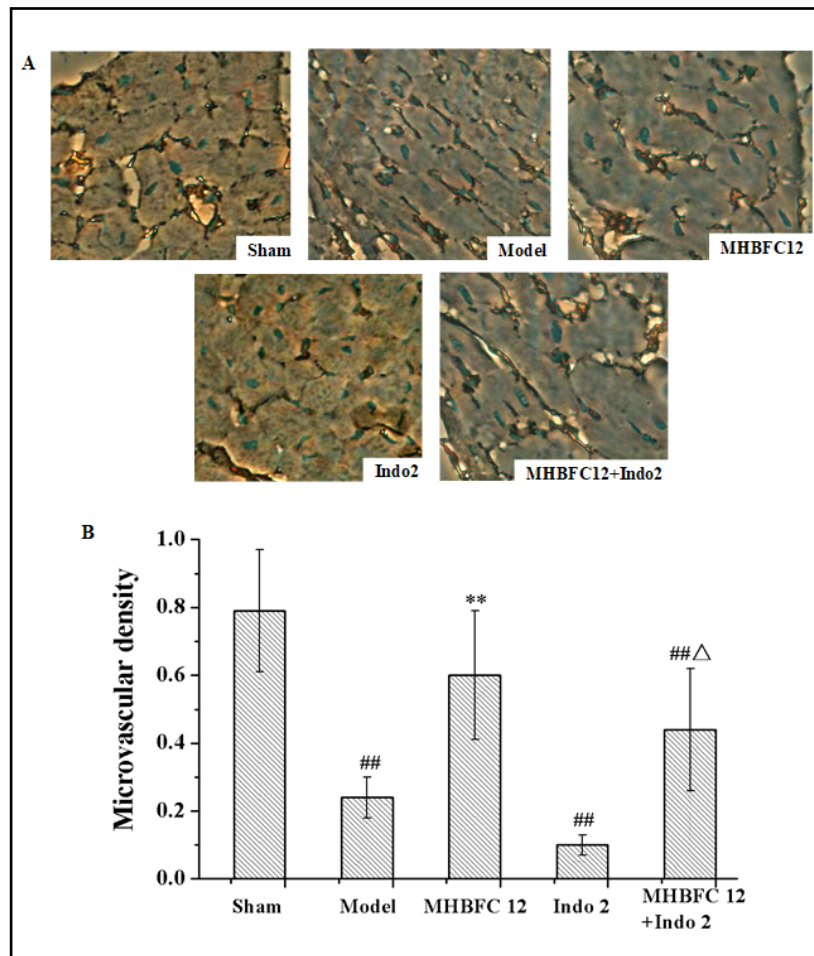 A
Sham
Model
MHBFC12
Indo2
MHBFC12+Indo2
B
Microvascular density
1.0
0.8
0.6
0.4
0.2
0.0
##
**
##
##△
Sham
Model
MHBFC 12
Indo 2
MHBFC 12
+Indo 2